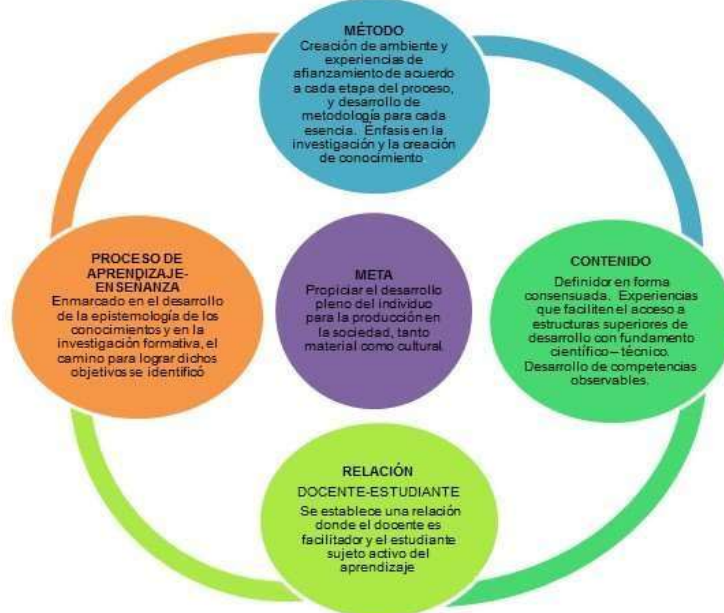 MÉTODO
Creación de ambiente y
experiencias de
afianzamiento de acuerdo
a cada etapa del proceso,
y desarrollo de
metodología para cada
esencia. Énfasis en la
investigación y la creación
de conocimiento
PROCESO DE
APRENDIZAJE-
ENSEÑANZA
Enmarcado en el desarrollo
de la epistemología de los
conocimientos y en la
investigación formativa, el
camino para lograr dichos
objetivos se identificó
META
Propiciar el desarrollo
pleno del individuo
para la producción en
la sociedad, tanto
material como cultural
CONTENIDO
Definidor en forma
consensuada. Experiencias
que faciliten el acceso a
estructuras superiores de
desarrollo con fundamento
científico – técnico.
Desarrollo de competencias
observables.
RELACIÓN
DOCENTE-ESTUDIANTE
Se establece una relación
donde el docente es
facilitador y el estudiante
sujeto activo del
aprendizaje